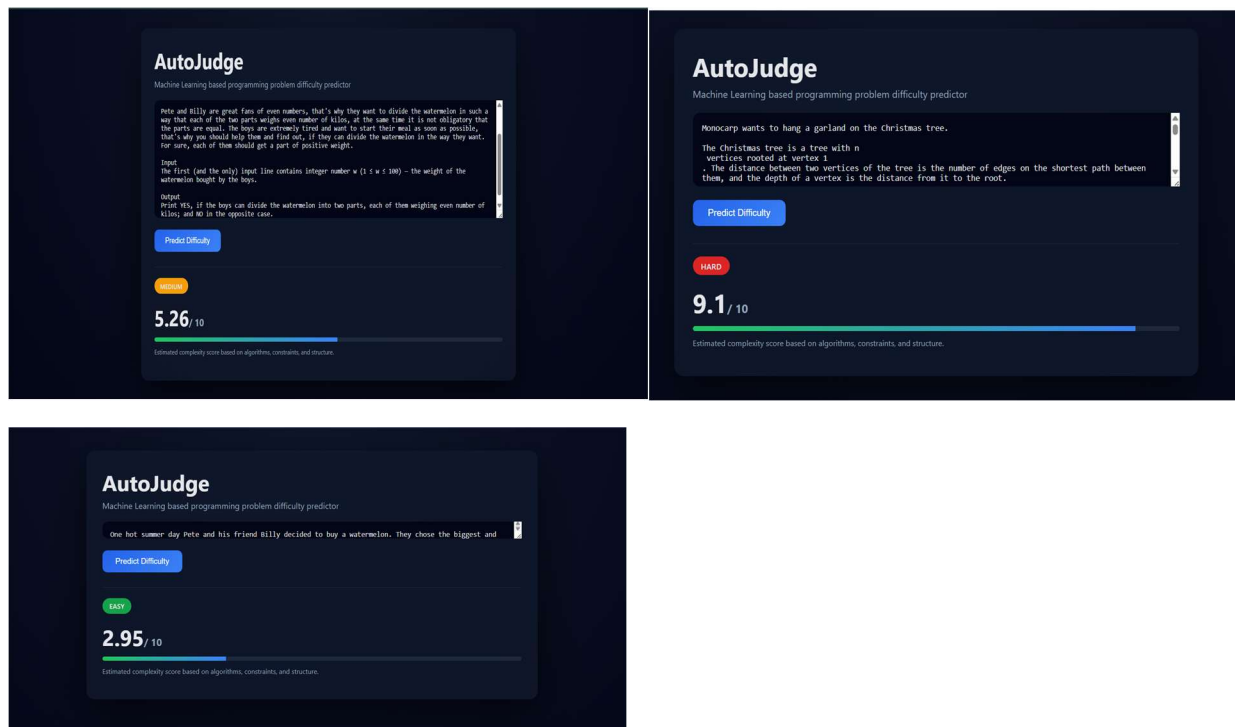 AutoJudge
Machine Learning based programming problem difficulty predictor
Pete and Billy are great fans of even numbers, that's why they want to divide the watermelon in such a
way that each of the two parts weighs even number of kilos, at the same time it is not obligatory that
the parts are equal. The boys are extremely tired and want to start their meal as soon as possible,
that's why you should help them and find out, if they can divide the watermelon in the way they want.
For sure, each of them should get a part of positive weight.
Input
The first (and the only) input line contains integer number w (1 ≤ w ≤ 100) — the weight of the
watermelon bought by the boys.
Output
Print YES, if the boys can divide the watermelon into two parts, each of them weighing even number of
kilos; and NO in the opposite case.
Predict Difficulty
MEDIUM
5.26/ 10
Estimated complexity score based on algorithms, constraints, and structure.
AutoJudge
Machine Learning based programming problem difficulty predictor
Monocarp wants to hang a garland on the Christmas tree.
The Christmas tree is a tree with n
vertices rooted at vertex 1
. The distance between two vertices of the tree is the number of edges on the shortest path between
them, and the depth of a vertex is the distance from it to the root.
Predict Difficulty
HARD
9.1/ 10
Estimated complexity score based on algorithms, constraints, and structure.
AutoJudge
Machine Learning based programming problem difficulty predictor
One hot summer day Pete and his friend Billy decided to buy a watermelon. They chose the biggest and
Predict Difficulty
EASY
2.95/ 10
Estimated complexity score based on algorithms, constraints, and structure.